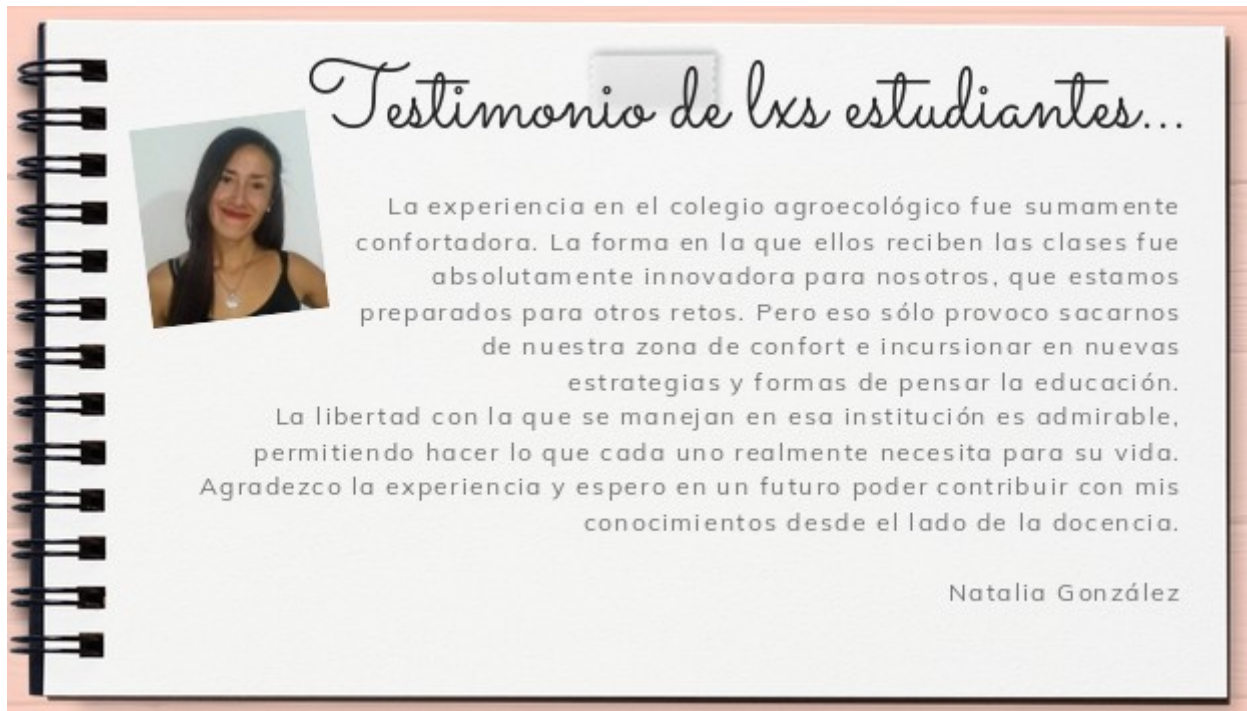 Testimonio de lxs estudiantes...
La experiencia en el colegio agroecológico fue sumamente
confortadora. La forma en la que ellos reciben las clases fue
absolutamente innovadora para nosotros, que estamos
preparados para otros retos. Pero eso sólo provoco sacarnos
de nuestra zona de confort e incursionar en nuevas
estrategias y formas de pensar la educación.
La libertad con la que se manejan en esa institución es admirable,
permitiendo hacer lo que cada uno realmente necesita para su vida.
Agradezco la experiencia y espero en un futuro poder contribuir con mis
conocimientos desde el lado de la docencia.
Natalia González